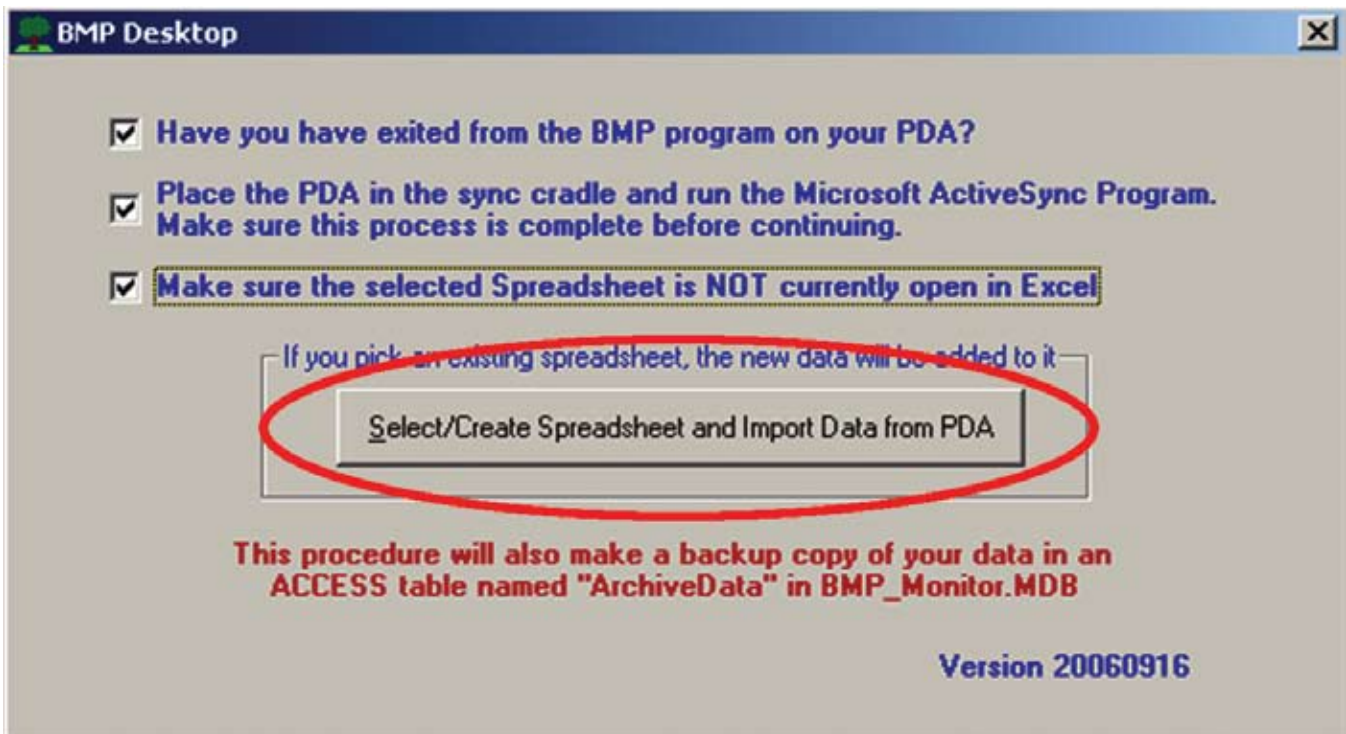 BMP Desktop
Have you have exited from the BMP program on your PDA?
Place the PDA in the sync cradle and run the Microsoft ActiveSync Program.
Make sure this process is complete before continuing.
Make sure the selected Spreadsheet is NOT currently open in Excel
If you pick an existing spreadsheet, the new data will be added to it
Select/Create Spreadsheet and Import Data from PDA
This procedure will also make a backup copy of your data in an
ACCESS table named "ArchiveData" in BMP_Monitor.MDB
Version 20060916